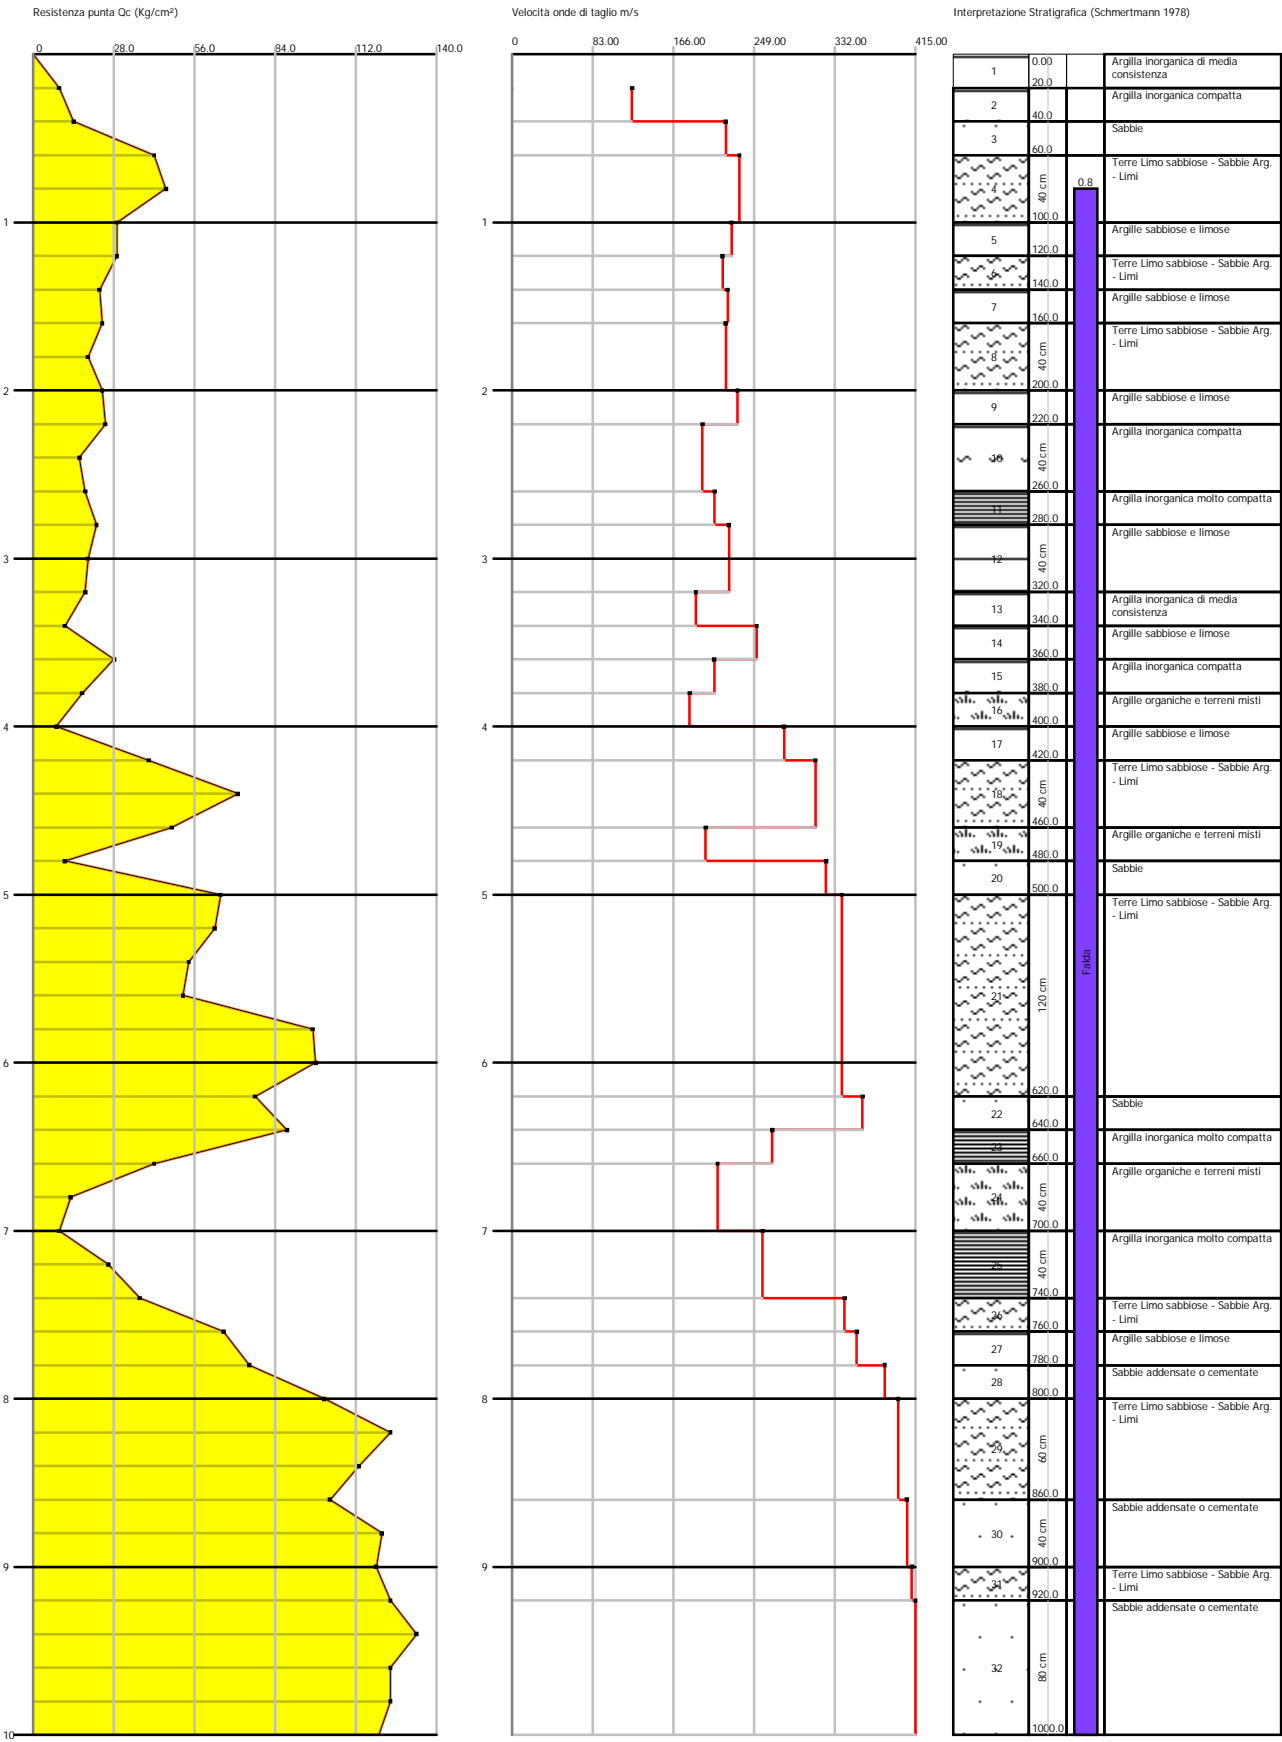 Resistenza punta Qc (Kg/cm²)
0 28.0 56.0 84.0 112.0 140.0
1
2
3
4
5
6
7
8
9
10
Velocità onde di taglio m/s
0 83.00 166.00 249.00 332.00 415.00
1
2
3
4
5
6
7
8
9
Interpretazione Stratigrafica (Schmertmann 1978)
0.00
1
Argilla inorganica di media
consistenza
20.0
2
Argilla inorganica compatta
40.0
3
Sabbie
60.0
4
40 cm
Terre Limo sabbiose - Sabbie Arg.
- Limi
0.8
100.0
5
Argille sabbiose e limose
120.0
6
Terre Limo sabbiose - Sabbie Arg.
- Limi
140.0
7
Argille sabbiose e limose
160.0
8
40 cm
Terre Limo sabbiose - Sabbie Arg.
- Limi
200.0
9
Argille sabbiose e limose
220.0
10
40 cm
Argilla inorganica compatta
260.0
11
Argilla inorganica molto compatta
280.0
12
40 cm
Argille sabbiose e limose
320.0
13
Argilla inorganica di media
consistenza
340.0
14
Argille sabbiose e limose
360.0
15
Argilla inorganica compatta
380.0
16
Argille organiche e terreni misti
400.0
17
Argille sabbiose e limose
420.0
18
40 cm
Terre Limo sabbiose - Sabbie Arg.
- Limi
460.0
19
Argille organiche e terreni misti
480.0
20
Sabbie
500.0
21
120 cm
Falda
Terre Limo sabbiose - Sabbie Arg.
- Limi
620.0
22
Sabbie
640.0
23
Argilla inorganica molto compatta
660.0
24
40 cm
Argille organiche e terreni misti
700.0
25
40 cm
Argilla inorganica molto compatta
740.0
26
Terre Limo sabbiose - Sabbie Arg.
- Limi
760.0
27
Argille sabbiose e limose
780.0
28
Sabbie addensate o cementate
800.0
29
60 cm
Terre Limo sabbiose - Sabbie Arg.
- Limi
860.0
30
40 cm
Sabbie addensate o cementate
900.0
31
Terre Limo sabbiose - Sabbie Arg.
- Limi
920.0
32
80 cm
Sabbie addensate o cementate
1000.0